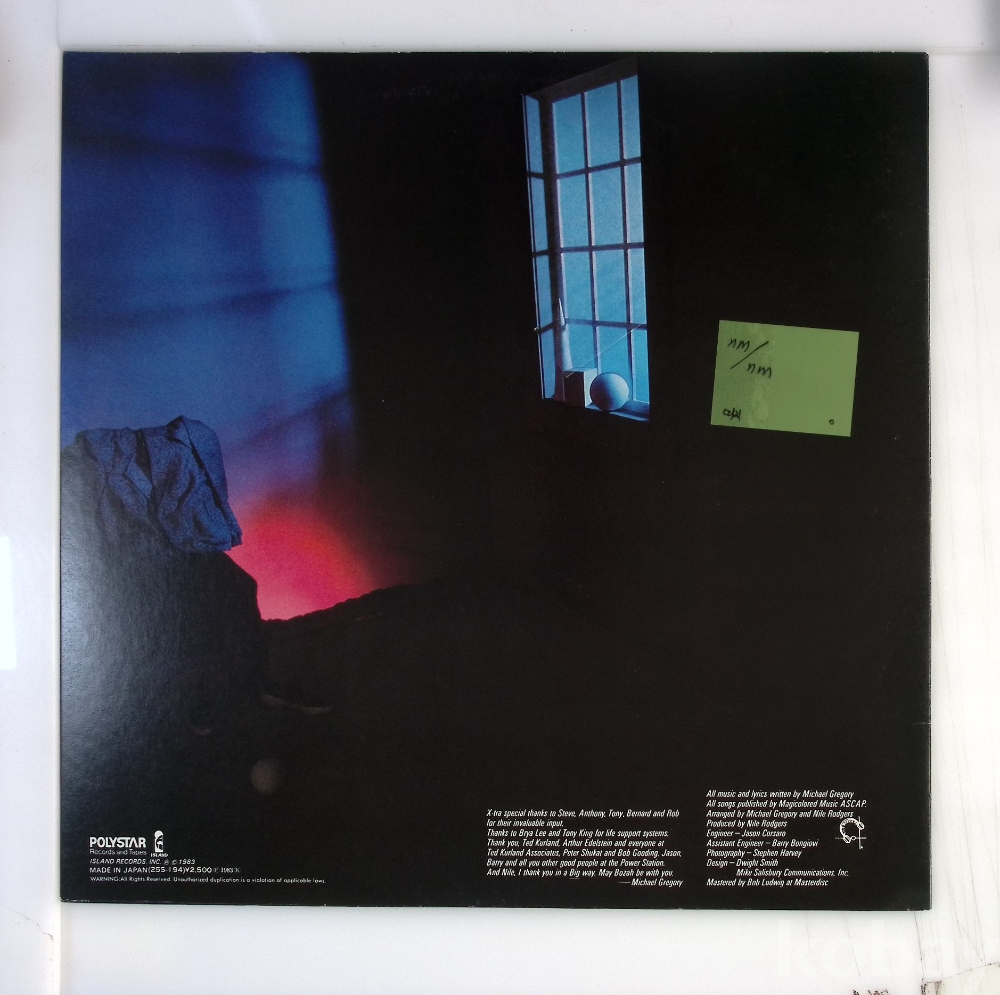 nm/
nm
X-tra special thanks to Steve, Anthony, Tony, Bernard and Rob
for their invaluable input.
Thanks to Brya Lee and Tony King for life support systems.
Thank you, Ted Kurland, Arthur Edelstein and everyone at
Ted Kurland Associates, Peter Shukat and Bob Gooding, Jason,
Barry and all you other good people at the Power Station.
And Nile, I thank you in a Big way. May Bozah be with you.
—Michael Gregory
All music and lyrics written by Michael Gregory
All songs published by Magicolored Music ASCAP.
Arranged by Michael Gregory and Nile Rodgers
Produced by Nile Rodgers
Engineer – Jason Corsaro
Assistant Engineer – Barry Bongiovi
Photography – Stephen Harvey
Design – Dwight Smith
Mike Salisbury Communications, Inc.
Mastered by Bob Ludwig at Masterdisc
POLYSTAR
Records and Tapes
ISLAND
ISLAND RECORDS, INC. ℗ © 1983
MADE IN JAPAN(25S-194)¥2,500
WARNING: All Rights Reserved. Unauthorized duplication is a violation of applicable laws.